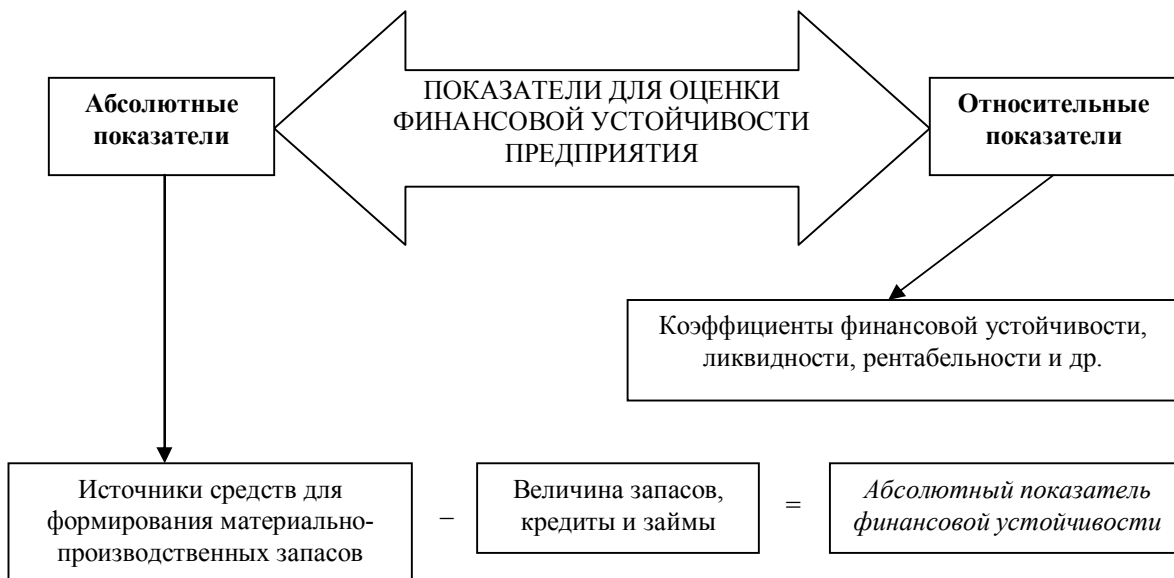 ПОКАЗАТЕЛИ ДЛЯ ОЦЕНКИ
ФИНАНСОВОЙ УСТОЙЧИВОСТИ
ПРЕДПРИЯТИЯ
Абсолютные
показатели
Относительные
показатели
Коэффициенты финансовой устойчивости,
ликвидности, рентабельности и др.
Источники средств для
формирования материально-
производственных запасов
–
Величина запасов,
кредиты и займы
=
Абсолютный показатель
финансовой устойчивости